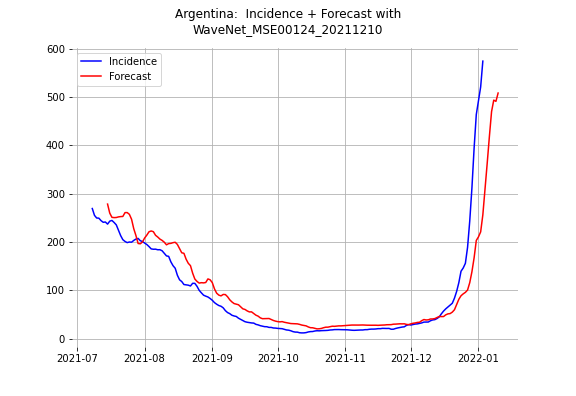 Argentina:  Incidence + Forecast with
WaveNet_MSE00124_20211210
Incidence
Forecast
600
500
400
300
200
100
0
2021-07 2021-08 2021-09 2021-10 2021-11 2021-12 2022-01